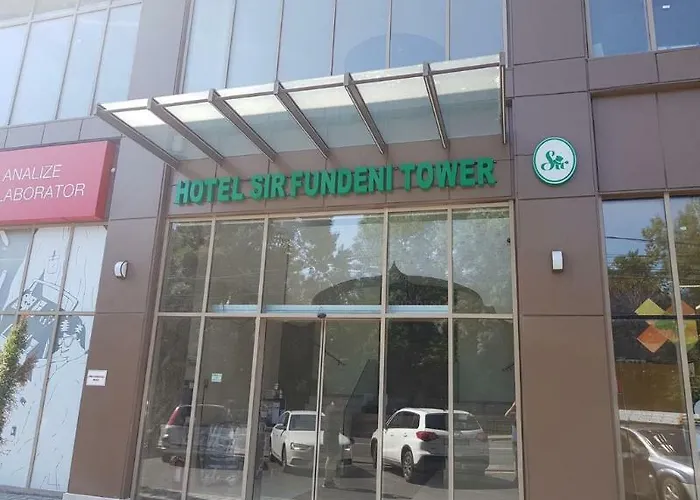 ANALIZE
LABORATOR
HOTEL SIR FUNDENI TOWER
Sir